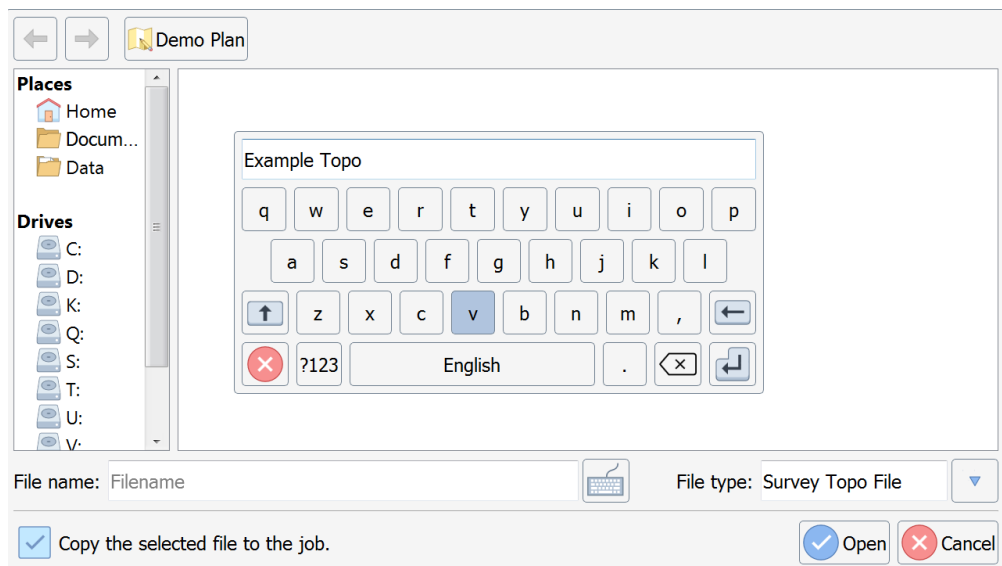 Demo Plan
Places
Home
Docum...
Data
Drives
C:
D:
K:
Q:
S:
T:
U:
V:
Example Topo
q w e r t y u i o p
a s d f g h j k l
z x c v b n m ,
?123 English .
File name: Filename File type: Survey Topo File
Copy the selected file to the job. Open Cancel